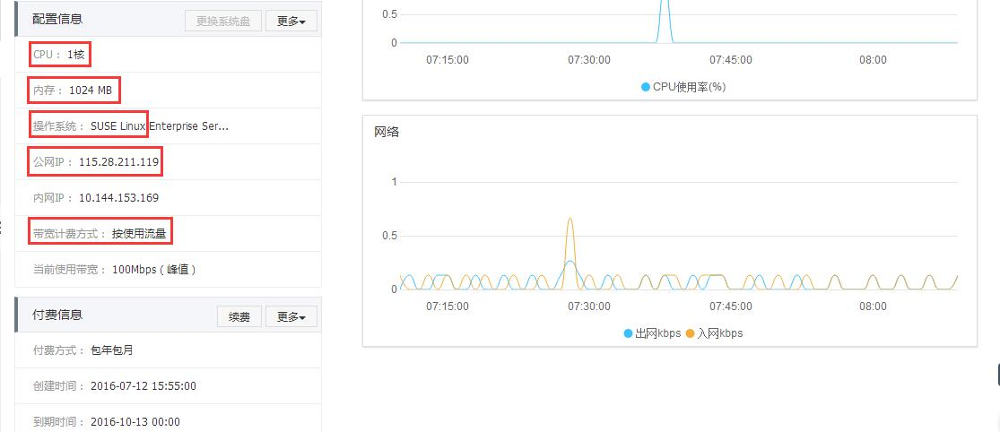 配置信息 更换系统盘 更多
CPU： 1核
内存： 1024 MB
操作系统： SUSE Linux Enterprise Ser...
公网IP： 115.28.211.119
内网IP： 10.144.153.169
带宽计费方式： 按使用流量
当前使用带宽： 100Mbps ( 峰值 )
付费信息 续费 更多
付费方式： 包年包月
创建时间： 2016-07-12 15:55:00
到期时间： 2016-10-13 00:00
0.5
0
07:15:00 07:30:00 07:45:00 08:00
CPU使用率(%)
网络
1
0.5
0
07:15:00 07:30:00 07:45:00 08:00
出网kbps 入网kbps